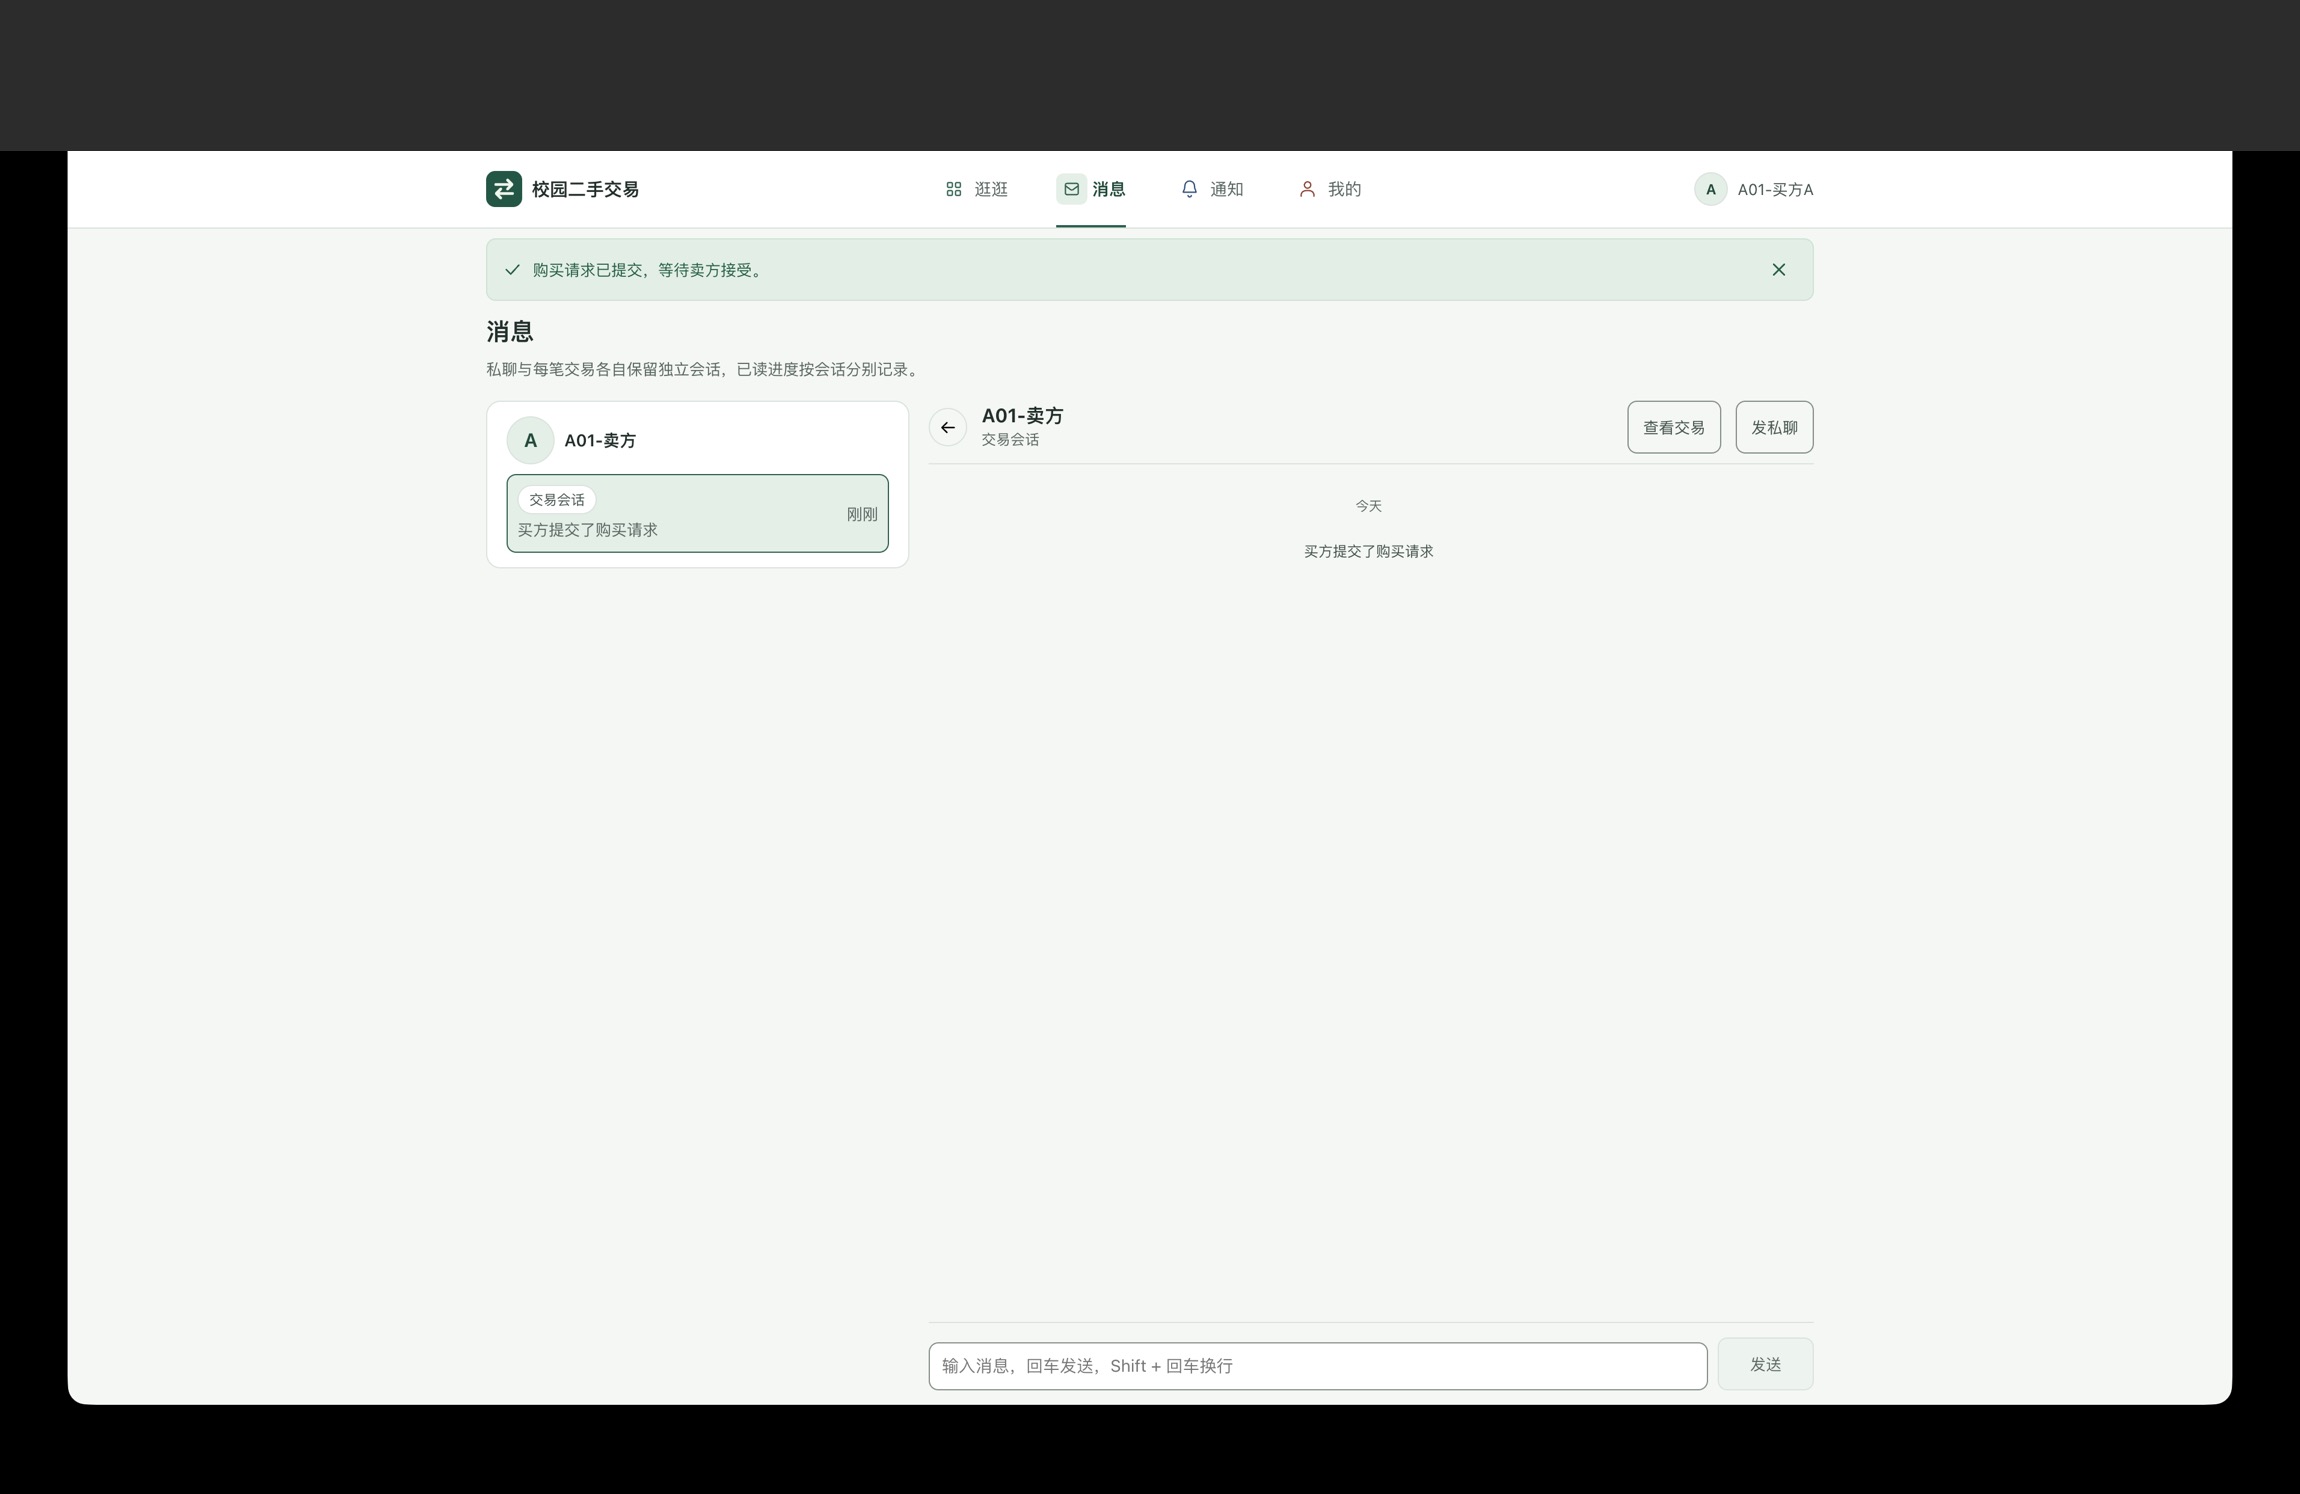 校园二手交易
逛逛
消息
通知
我的
A
A01-买方A
购买请求已提交，等待卖方接受。
消息
私聊与每笔交易各自保留独立会话，已读进度按会话分别记录。
A
A01-卖方
交易会话
买方提交了购买请求
刚刚
A01-卖方
交易会话
查看交易
发私聊
今天
买方提交了购买请求
输入消息，回车发送，Shift + 回车换行
发送